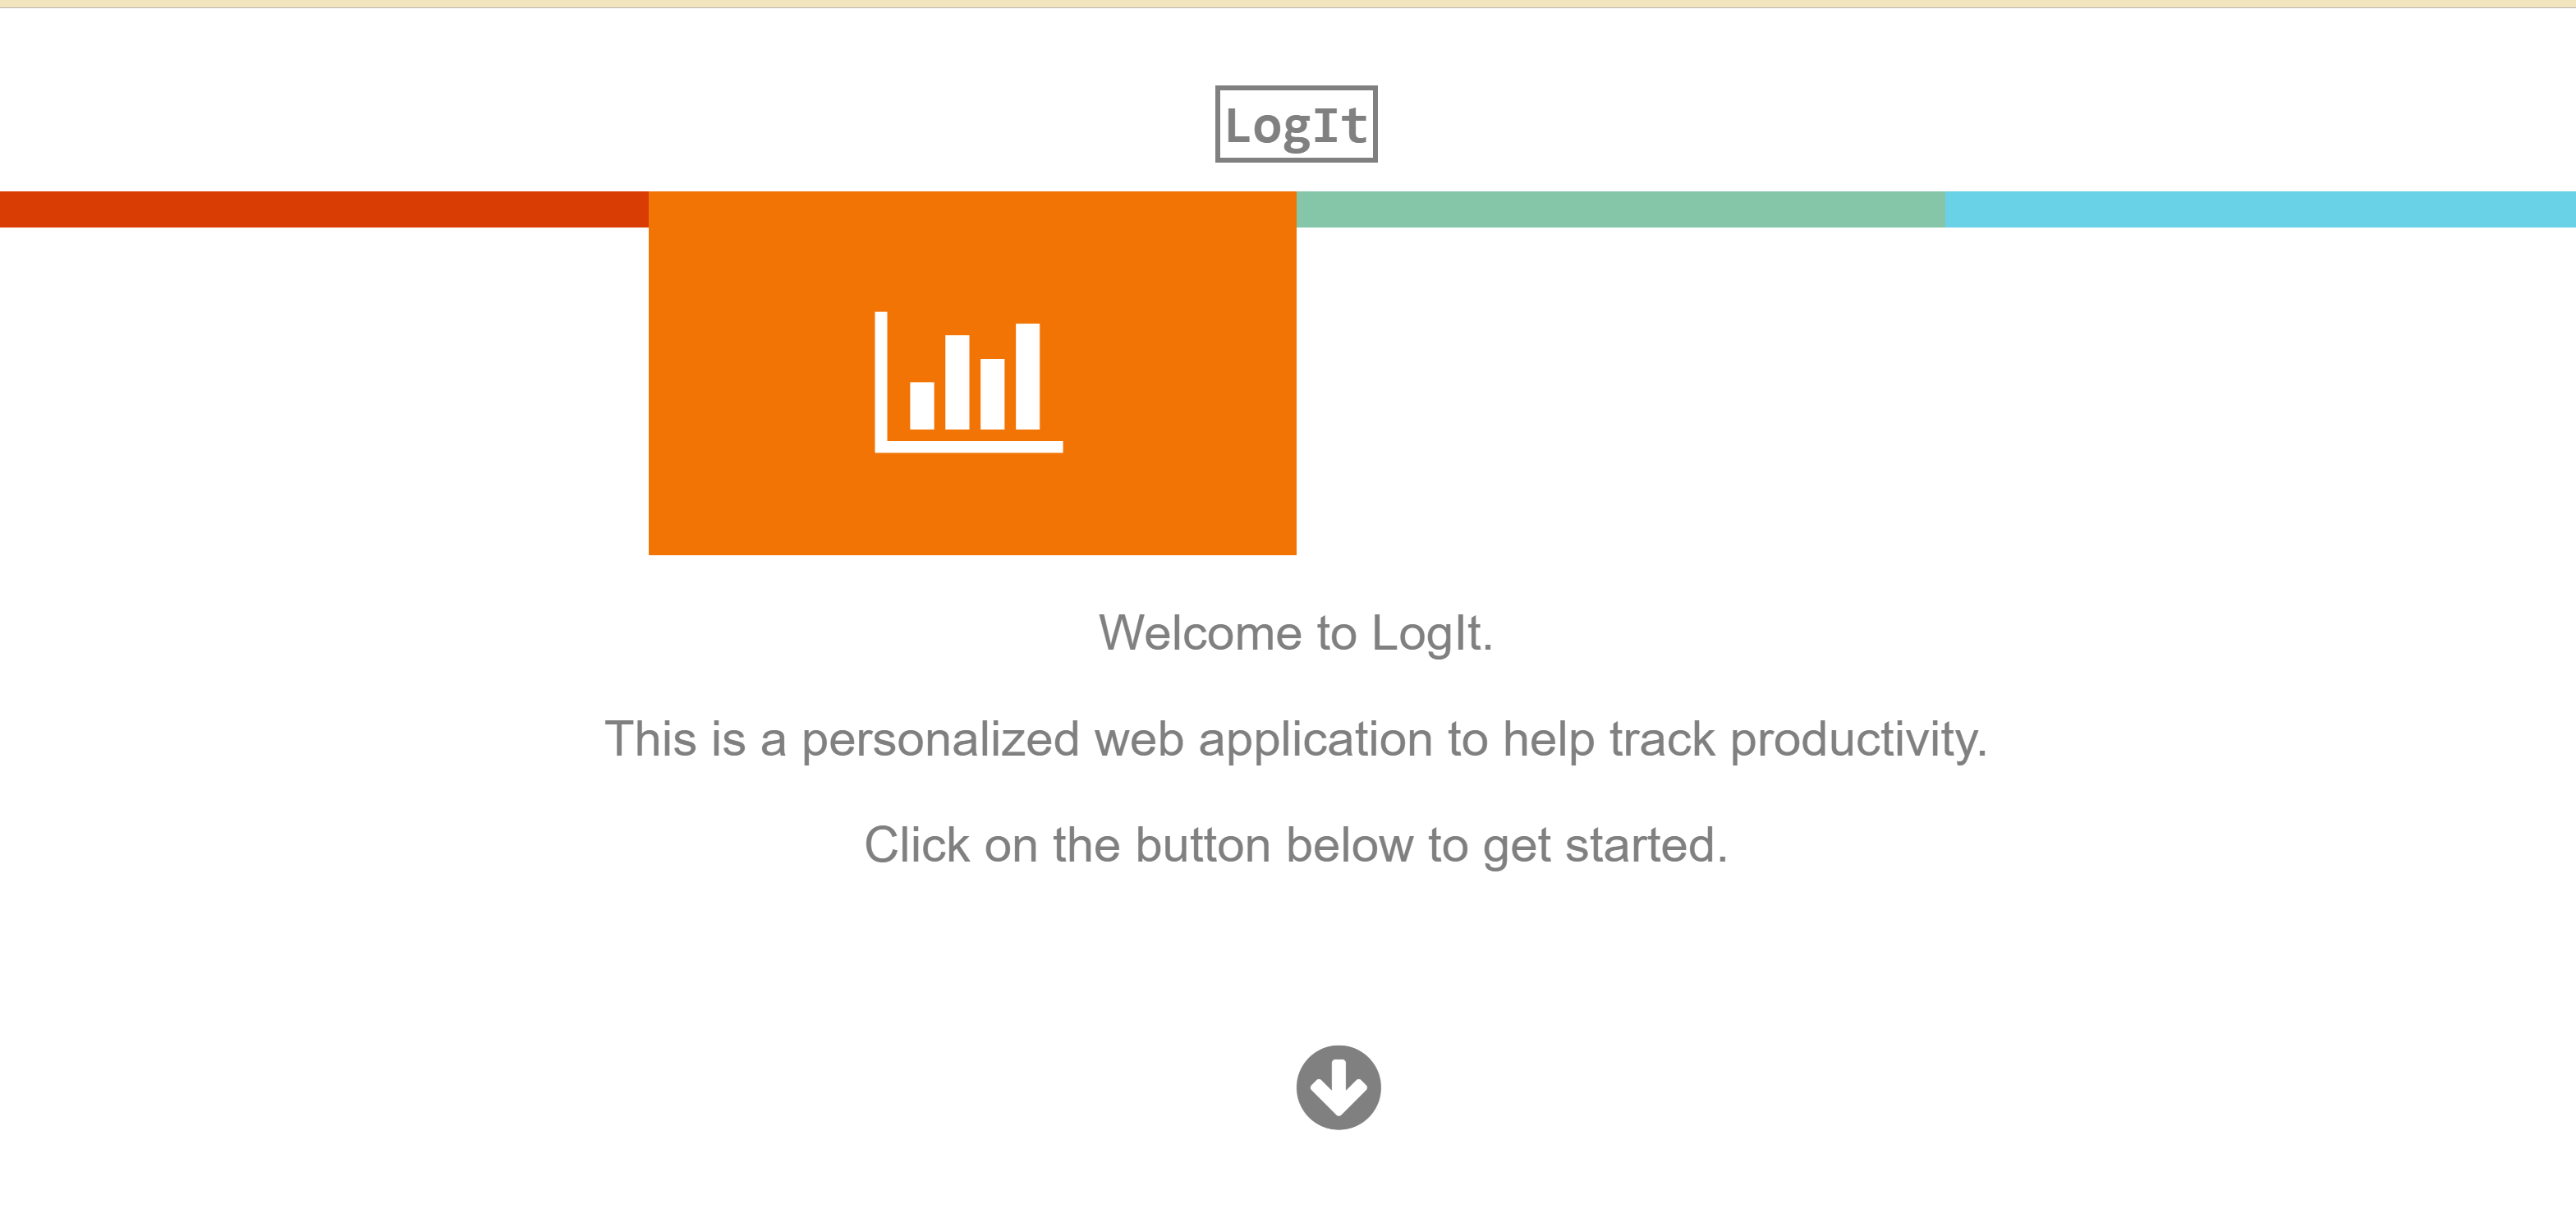 LogIt
Welcome to LogIt.
This is a personalized web application to help track productivity.
Click on the button below to get started.